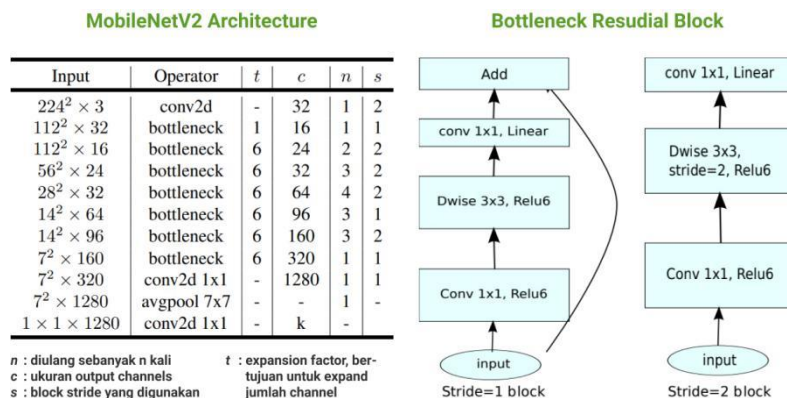 MobileNetV2 Architecture
Input Operator t c n s
224² × 3 conv2d - 32 1 2
112² × 32 bottleneck 1 16 1 1
112² × 16 bottleneck 6 24 2 2
56² × 24 bottleneck 6 32 3 2
28² × 32 bottleneck 6 64 4 2
14² × 64 bottleneck 6 96 3 1
14² × 96 bottleneck 6 160 3 2
7² × 160 bottleneck 6 320 1 1
7² × 320 conv2d 1x1 - 1280 1 1
7² × 1280 avgpool 7x7 - - 1 -
1 × 1 × 1280 conv2d 1x1 - k -
n : diulang sebanyak n kali
c : ukuran output channels
s : block stride yang digunakan
t : expansion factor, ber-
tujuan untuk expand
jumlah channel
Bottleneck Resudial Block
Add
conv 1x1, Linear
Dwise 3x3, Relu6
Conv 1x1, Relu6
input
Stride=1 block
conv 1x1, Linear
Dwise 3x3,
stride=2, Relu6
Conv 1x1, Relu6
input
Stride=2 block